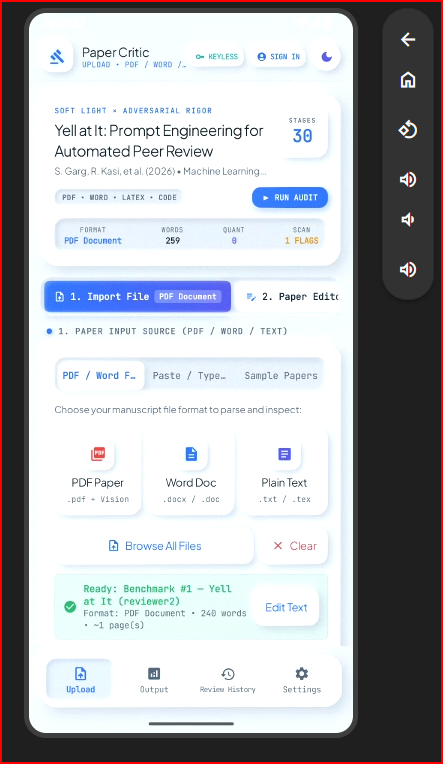 Paper Critic
UPLOAD • PDF / WORD /…
KEYLESS
SIGN IN
SOFT LIGHT × ADVERSARIAL RIGOR
Yell at It: Prompt Engineering for
Automated Peer Review
STAGES
30
S. Garg, R. Kasi, et al. (2026) • Machine Learning...
PDF • WORD • LATEX • CODE
▶ RUN AUDIT
FORMAT WORDS QUANT SCAN
PDF Document 259 0 1 FLAGS
1. Import File PDF Document
2. Paper Edito
1. PAPER INPUT SOURCE (PDF / WORD / TEXT)
PDF / Word F… Paste / Type… Sample Papers
Choose your manuscript file format to parse and inspect:
PDF
PDF Paper Word Doc Plain Text
.pdf + Vision .docx / .doc .txt / .tex
Browse All Files
Clear
Ready: Benchmark #1 — Yell
at It (reviewer2)
Format: PDF Document • 240 words
• ~1 page(s)
Edit Text
Upload Output Review History Settings